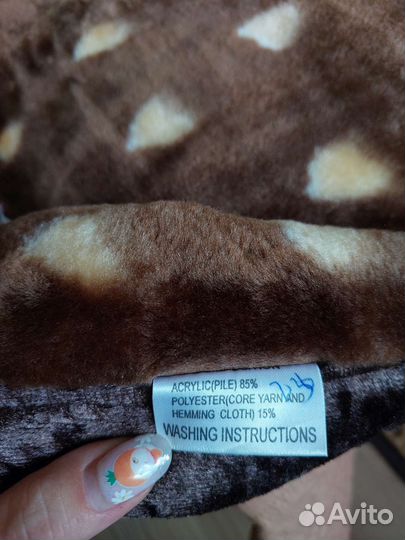 ACRYLIC(PILE) 85%
POLYESTER(CORE YARN AND
HEMMING CLOTH) 15%
WASHING INSTRUCTIONS
Avito